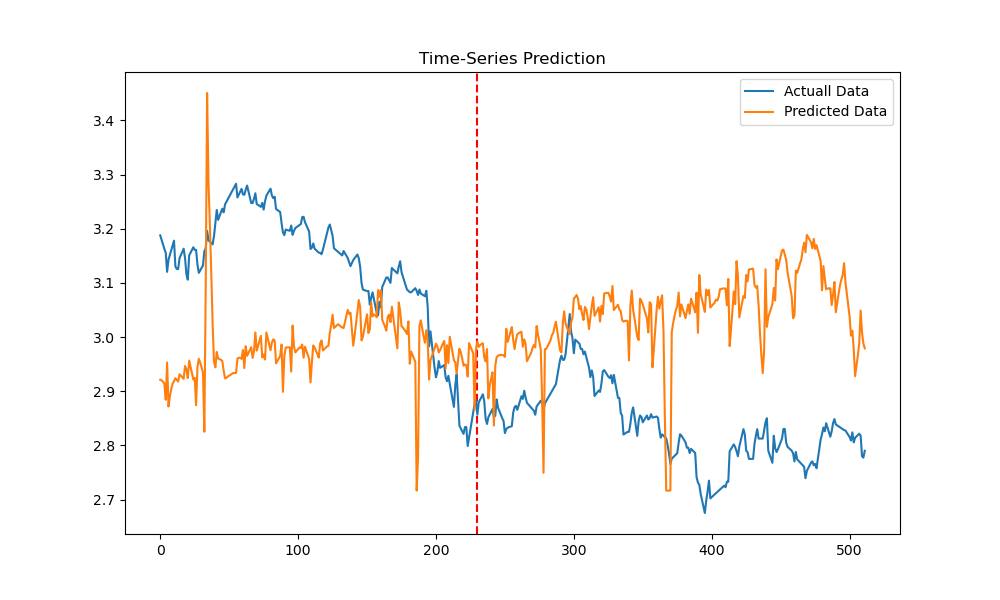 Time-Series Prediction
Actuall Data
Predicted Data
3.4
3.3
3.2
3.1
3.0
2.9
2.8
2.7
0 100 200 300 400 500